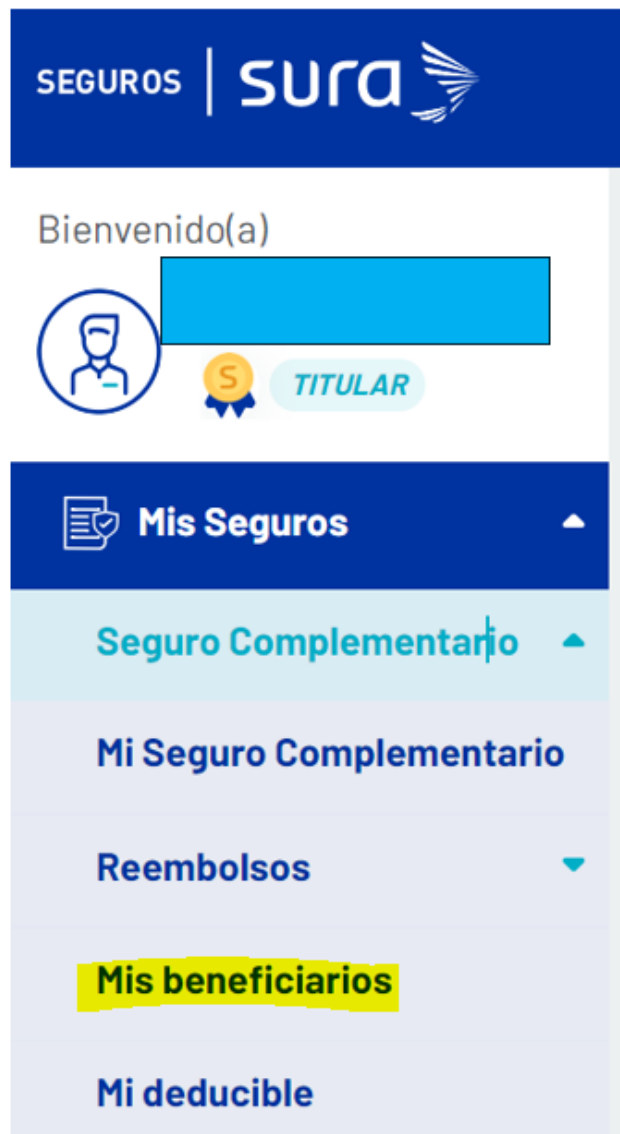 SEGUROS | sura
Bienvenido(a)
S TITULAR
Mis Seguros
Seguro Complementario
Mi Seguro Complementario
Reembolsos
Mis beneficiarios
Mi deducible